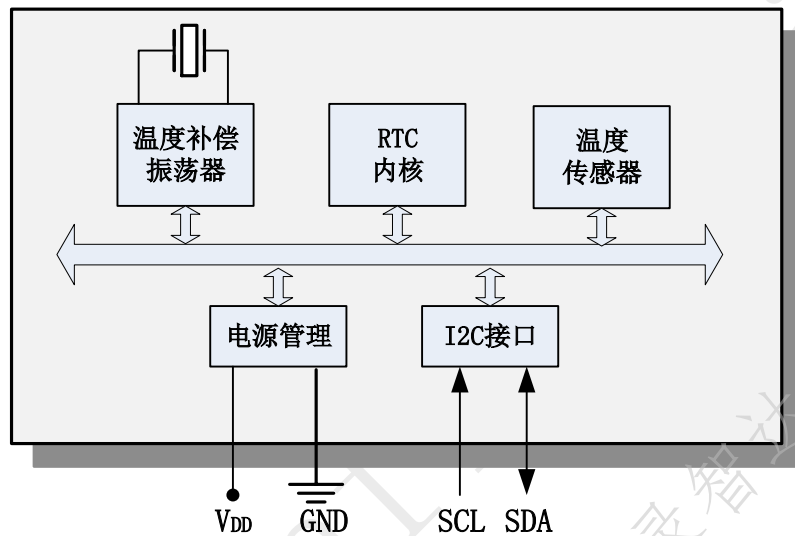 温度补偿
振荡器
RTC
内核
温度
传感器
电源管理
I2C接口
VDD
GND
SCL
SDA